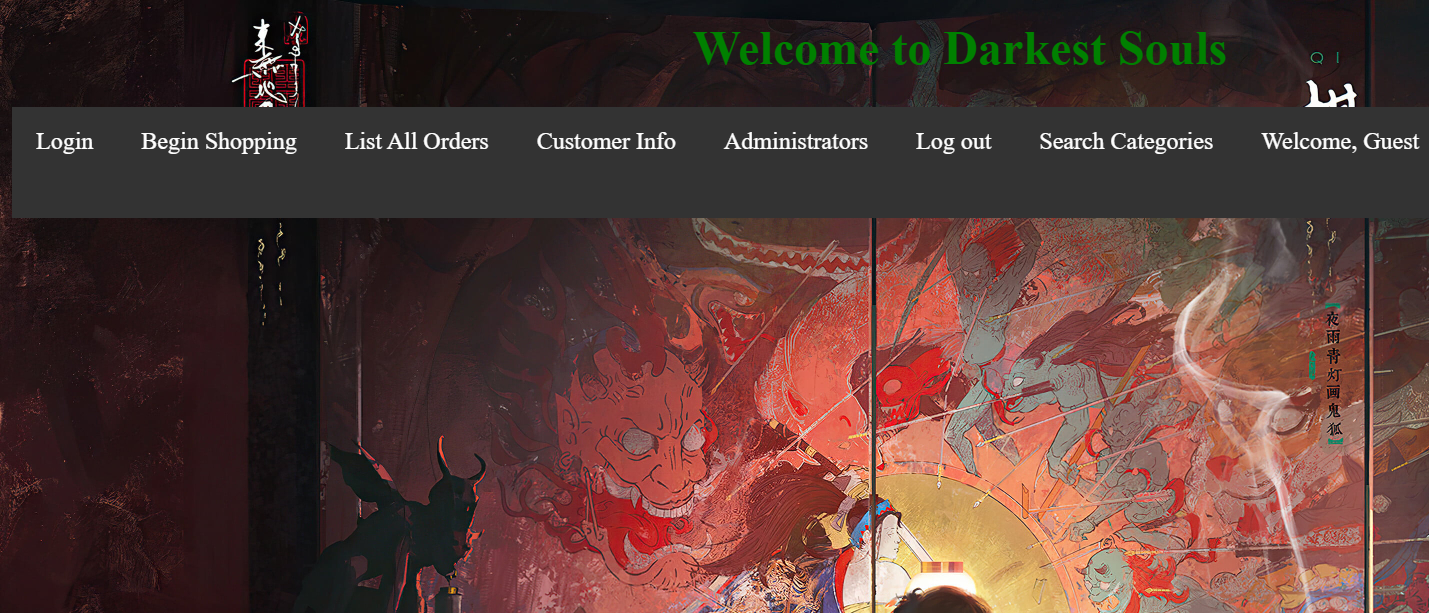 Welcome to Darkest Souls
QI
Login Begin Shopping List All Orders Customer Info Administrators Log out Search Categories Welcome, Guest
夜雨青灯画鬼狐